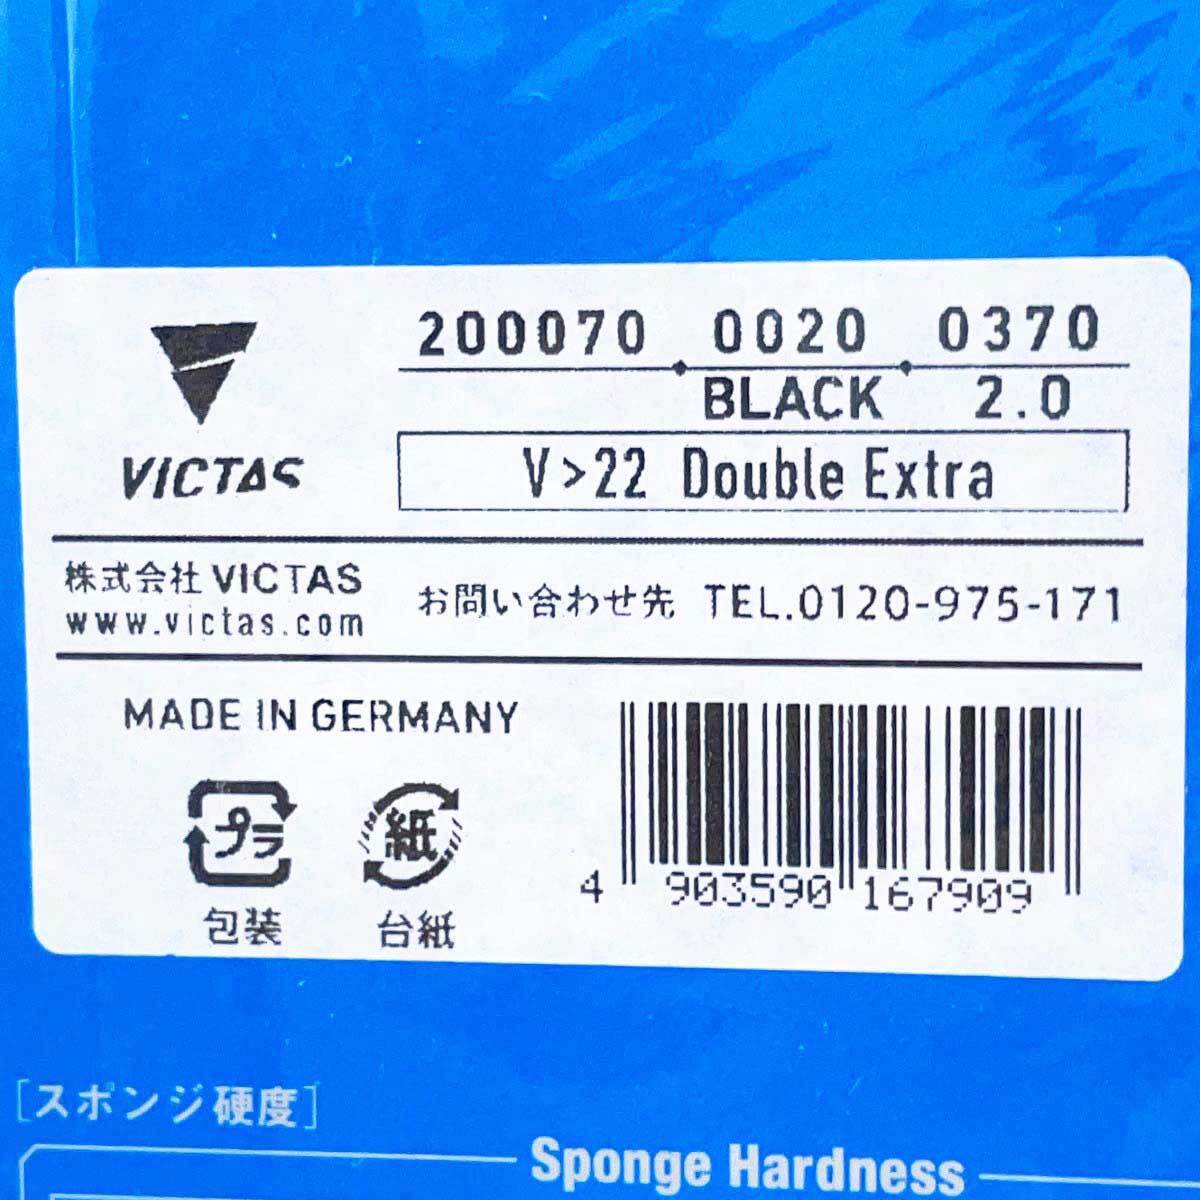 200070 0020 0370
BLACK 2.0
VICTAS
V>22 Double Extra
株式会社 VICTAS
www.victas.com
お問い合わせ先 TEL.0120-975-171
MADE IN GERMANY
プラ
紙
包装
台紙
4 903590 167909
[スポンジ硬度]
Sponge Hardness